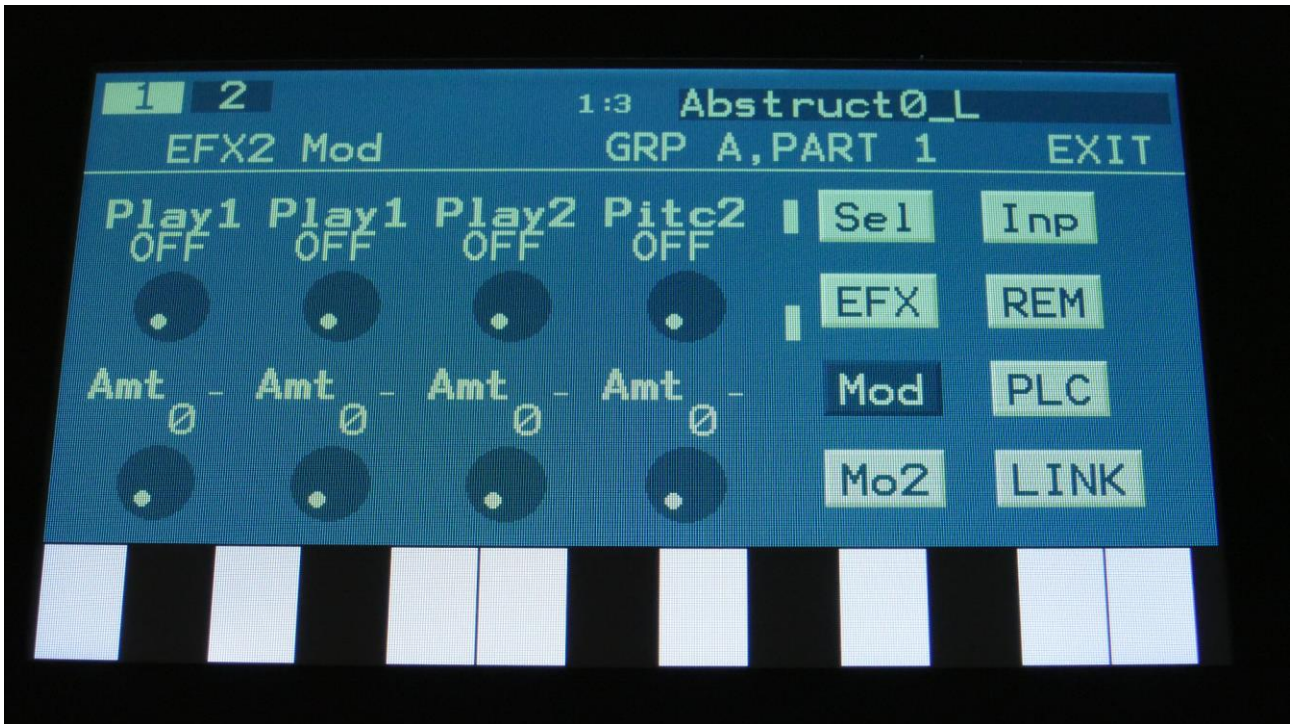 1 2 1:3 Abstruct0_L
EFX2 Mod GRP A,PART 1 EXIT
Play1 Play1 Play2 Pitc2 Sel Inp
OFF OFF OFF OFF
EFX REM
Amt - Amt - Amt - Amt - Mod PLC
0 0 0 0
Mo2 LINK